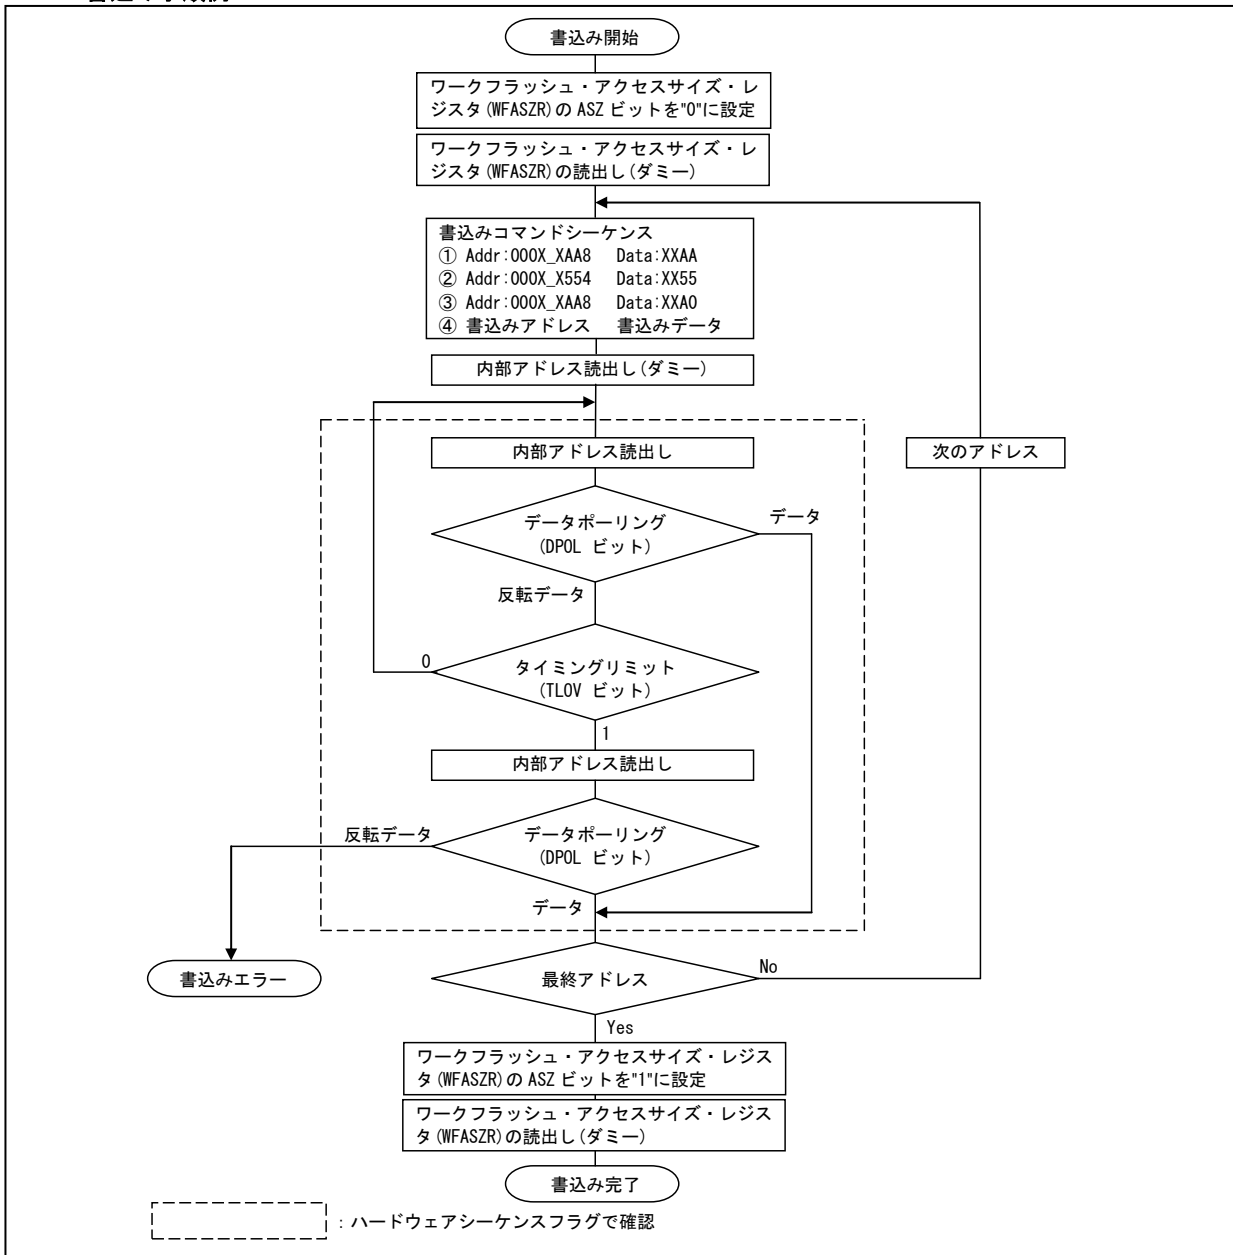 書込み開始
ワークフラッシュ・アクセスサイズ・レ
ジスタ(WFASZR)の ASZ ビットを"0"に設定
ワークフラッシュ・アクセスサイズ・レ
ジスタ(WFASZR)の読出し(ダミー)
書込みコマンドシーケンス
① Addr:000X_XAA8 Data:XXAA
② Addr:000X_X554 Data:XX55
③ Addr:000X_XAA8 Data:XXA0
④ 書込みアドレス 書込みデータ
内部アドレス読出し(ダミー)
内部アドレス読出し
次のアドレス
データポーリング
(DPOL ビット)
データ
反転データ
0
タイミングリミット
(TLOV ビット)
1
内部アドレス読出し
反転データ
データポーリング
(DPOL ビット)
データ
書込みエラー
最終アドレス
No
Yes
ワークフラッシュ・アクセスサイズ・レジス
タ(WFASZR)の ASZ ビットを"1"に設定
ワークフラッシュ・アクセスサイズ・レジス
タ(WFASZR)の読出し(ダミー)
書込み完了
: ハードウェアシーケンスフラグで確認